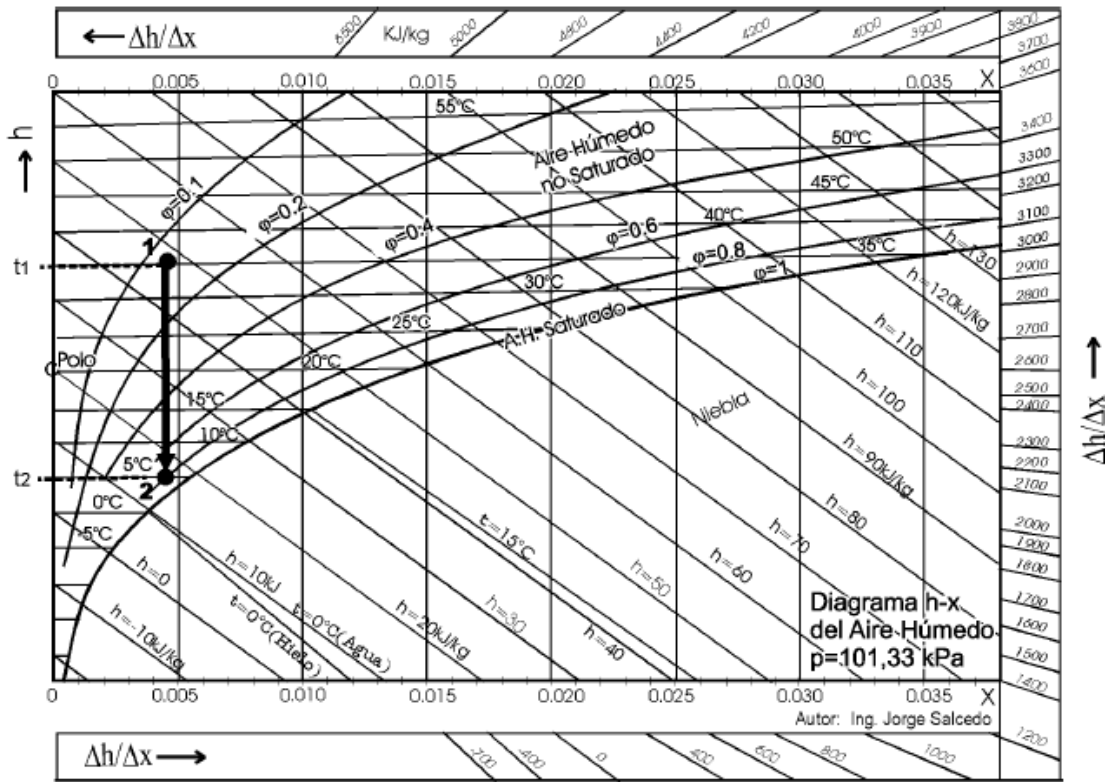 ←Δh/Δx
6500
KJ/kg
5000
4800
4400
4200
4000
3900
3800
3700
3600
0 0.005 0.010 0.015 0.020 0.025 0.030 0.035 X
→ h
55°C
Aire Húmedo
no Saturado
50°C
45°C
40°C
35°C
30°C
25°C
20°C
15°C
10°C
5°C
0°C
-5°C
φ=0.1
φ=0.2
φ=0.4
φ=0.6
φ=0.8
φ=1
A.H. Saturado
1
t1
Polo
t2
2
Niebla
h=130
h=120kJ/kg
h=110
h=100
h=90kJ/kg
h=80
h=70
h=60
h=50
t=15°C
h=40
h=30
h=20kJ/kg
h=10kJ
t=0°C(Agua)
t=0°C(Hielo)
h=0
h=-10kJ/kg
3400
3300
3200
3100
3000
2900
2800
2700
2600
2500
2400
2300
2200
2100
2000
1900
1800
1700
1600
1500
1400
1200
Δh/Δx →
Diagrama h-x
del Aire Húmedo
p=101,33 kPa
0 0.005 0.010 0.015 0.020 0.025 0.030 0.035 X
Autor: Ing. Jorge Salcedo
Δh/Δx →
-700
-400
0
400
600
800
1000